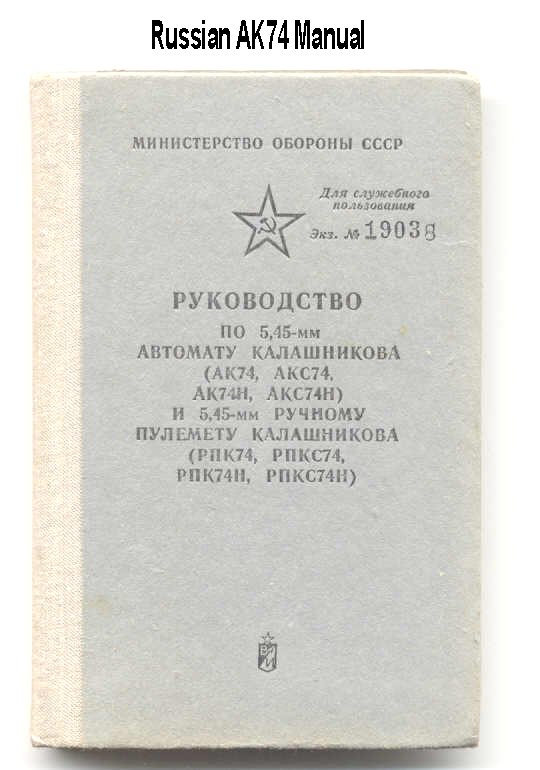 Russian AK74 Manual
МИНИСТЕРСТВО ОБОРОНЫ СССР
Для служебного
пользования
Экз. № 19038
РУКОВОДСТВО
ПО 5,45-мм
АВТОМАТУ КАЛАШНИКОВА
(АК74, АКС74,
АК74Н, АКС74Н)
И 5,45-мм РУЧНОМУ
ПУЛЕМЕТУ КАЛАШНИКОВА
(РПК74, РПКС74,
РПК74Н, РПКС74Н)